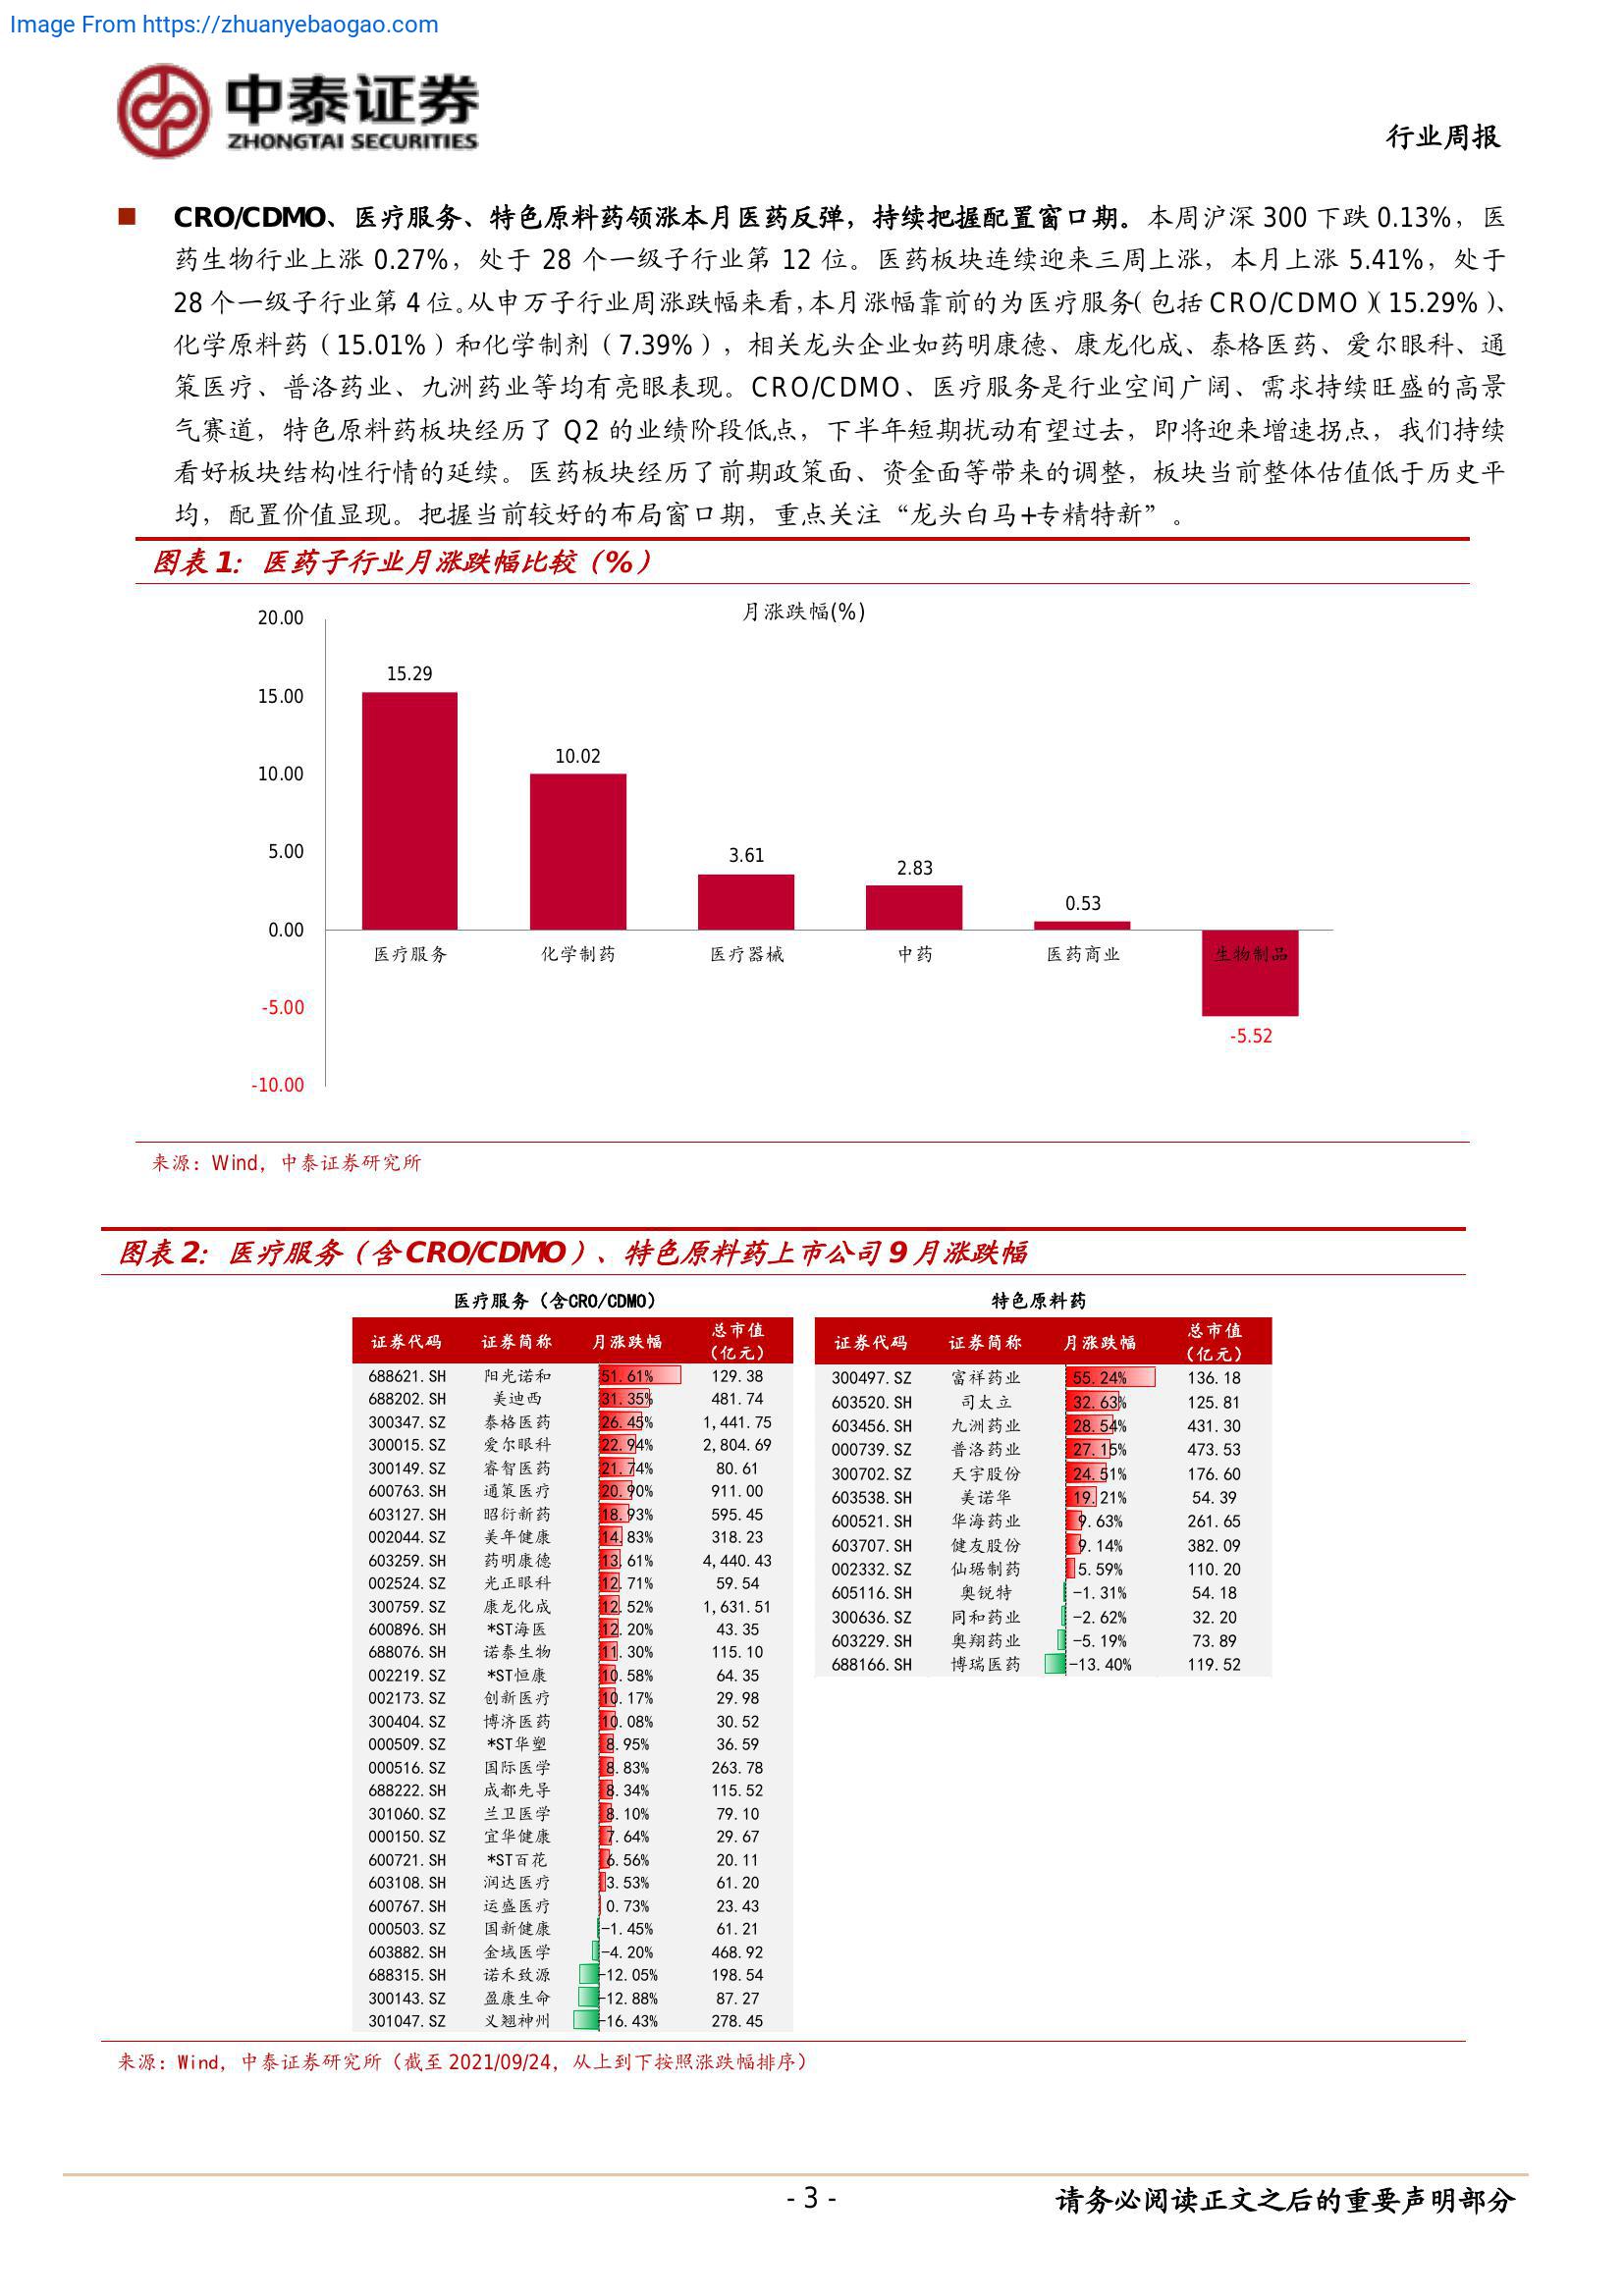 Image From https://zhuanyebaogao.com
中泰证券
ZHONGTAI SECURITIES
行业周报
CRO/CDMO、医疗服务、特色原料药领涨本月医药反弹，持续把握配置窗口期。本周沪深 300 下跌 0.13%，医
药生物行业上涨 0.27%，处于 28 个一级子行业第 12 位。医药板块连续迎来三周上涨，本月上涨 5.41%，处于
28 个一级子行业第 4 位。从申万子行业周涨跌幅来看，本月涨幅靠前的为医疗服务（包括 CRO/CDMO）（15.29%）、
化学原料药（15.01%）和化学制剂（7.39%），相关龙头企业如药明康德、康龙化成、泰格医药、爱尔眼科、通
策医疗、普洛药业、九洲药业等均有亮眼表现。CRO/CDMO、医疗服务是行业空间广阔、需求持续旺盛的高景
气赛道，特色原料药板块经历了 Q2 的业绩阶段低点，下半年短期扰动有望过去，即将迎来增速拐点，我们持续
看好板块结构性行情的延续。医药板块经历了前期政策面、资金面等带来的调整，板块当前整体估值低于历史平
均，配置价值显现。把握当前较好的布局窗口期，重点关注“龙头白马+专精特新”。
图表 1：医药子行业月涨跌幅比较（%）
月涨跌幅(%)
20.00
15.00
10.00
5.00
0.00
-5.00
-10.00
15.29
10.02
3.61
2.83
0.53
-5.52
医疗服务 化学制药 医疗器械 中药 医药商业 生物制品
来源：Wind，中泰证券研究所
图表 2：医疗服务（含 CRO/CDMO）、特色原料药上市公司 9 月涨跌幅
医疗服务（含CRO/CDMO）
证券代码 证券简称 月涨跌幅 总市值（亿元）
688621.SH 阳光诺和 51.61% 129.38
688202.SH 美迪西 31.35% 481.74
300347.SZ 泰格医药 26.45% 1,441.75
300015.SZ 爱尔眼科 22.94% 2,804.69
300149.SZ 睿智医药 21.74% 80.61
600763.SH 通策医疗 20.90% 911.00
603127.SH 昭衍新药 18.93% 595.45
002044.SZ 美年健康 14.83% 318.23
603259.SH 药明康德 13.61% 4,440.43
002524.SZ 光正眼科 12.71% 59.54
300759.SZ 康龙化成 12.52% 1,631.51
600896.SH *ST海医 12.20% 43.35
688076.SH 诺泰生物 11.30% 115.10
002219.SZ *ST恒康 10.58% 64.35
002173.SZ 创新医疗 10.17% 29.98
300404.SZ 博济医药 10.08% 30.52
000509.SZ *ST华塑 8.95% 36.59
000516.SZ 国际医学 8.83% 263.78
688222.SH 成都先导 8.34% 115.52
301060.SZ 兰卫医学 8.10% 79.10
000150.SZ 宜华健康 7.64% 29.67
600721.SH *ST百花 6.56% 20.11
603108.SH 润达医疗 3.53% 61.20
600767.SH 运盛医疗 0.73% 23.43
000503.SZ 国新健康 -1.45% 61.21
603882.SH 金域医学 -4.20% 468.92
688315.SH 诺禾致源 -12.05% 198.54
300143.SZ 盈康生命 -12.88% 87.27
301047.SZ 义翘神州 -16.43% 278.45
特色原料药
证券代码 证券简称 月涨跌幅 总市值（亿元）
300497.SZ 富祥药业 55.24% 136.18
603520.SH 司太立 32.63% 125.81
603456.SH 九洲药业 28.54% 431.30
000739.SZ 普洛药业 27.15% 473.53
300702.SZ 天宇股份 24.51% 176.60
603538.SH 美诺华 19.21% 54.39
600521.SH 华海药业 9.63% 261.65
603707.SH 健友股份 9.14% 382.09
002332.SZ 仙琚制药 5.59% 110.20
605116.SH 奥锐特 -1.31% 54.18
300636.SZ 同和药业 -2.62% 32.20
603229.SH 奥翔药业 -5.19% 73.89
688166.SH 博瑞医药 -13.40% 119.52
来源：Wind，中泰证券研究所（截至 2021/09/24，从上到下按照涨跌幅排序）
- 3 -
请务必阅读正文之后的重要声明部分